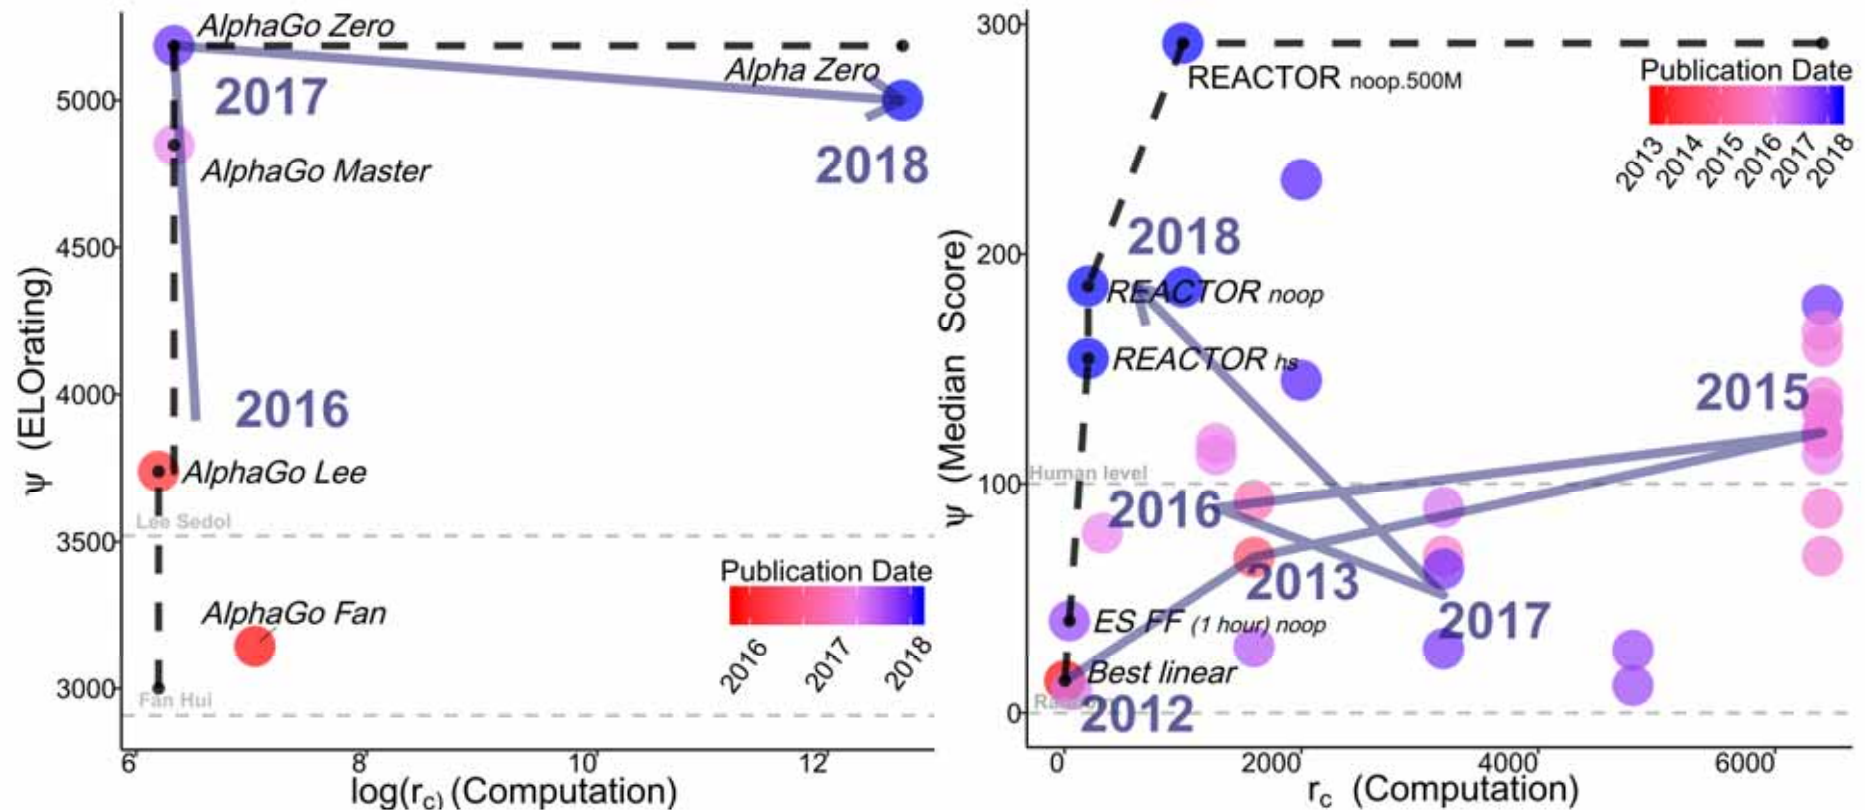 AlphaGo Zero
2017
5000
Alpha Zero
AlphaGo Master
2018
4500
ψ (ELOrating)
4000
2016
AlphaGo Lee
Lee Sedol
3500
Publication Date
AlphaGo Fan
2016
2017
2018
3000
Fan Hui
6
8
10
12
log(rc) (Computation)
300
REACTOR noop.500M
Publication Date
2013
2014
2015
2016
2017
2018
2018
200
REACTOR noop
ψ (Median Score)
REACTOR hs
2015
Human level
100
2016
2013
ES FF (1 hour) noop
2017
Best linear
2012
0
0
2000
4000
6000
rc (Computation)